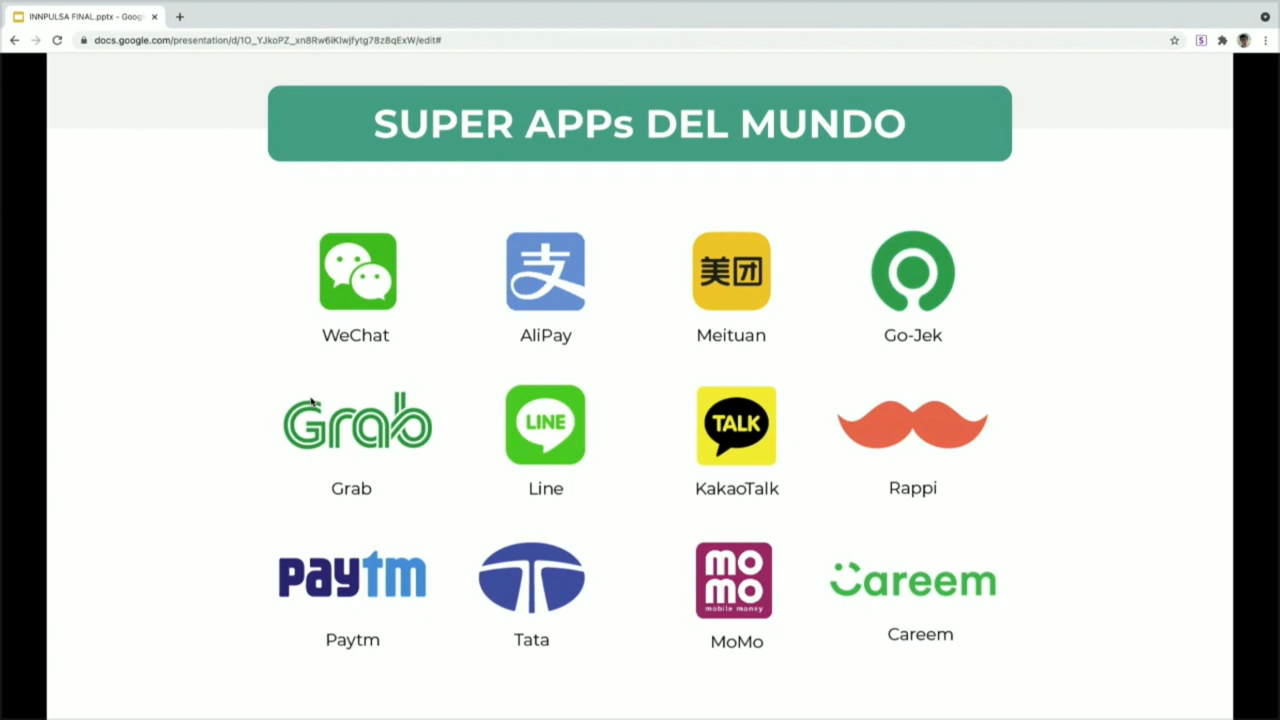 INNPULSA FINAL.pptx - Goog
docs.google.com/presentation/d/1O_YJkoPZ_xn8Rw6iKlwjfytg78z8qExW/edit#
SUPER APPs DEL MUNDO
支
美团
WeChat
AliPay
Meituan
Go-Jek
Grab
LINE
TALK
Grab
Line
KakaoTalk
Rappi
paytm
MO
MO
mobile money
Careem
Paytm
Tata
MoMo
Careem